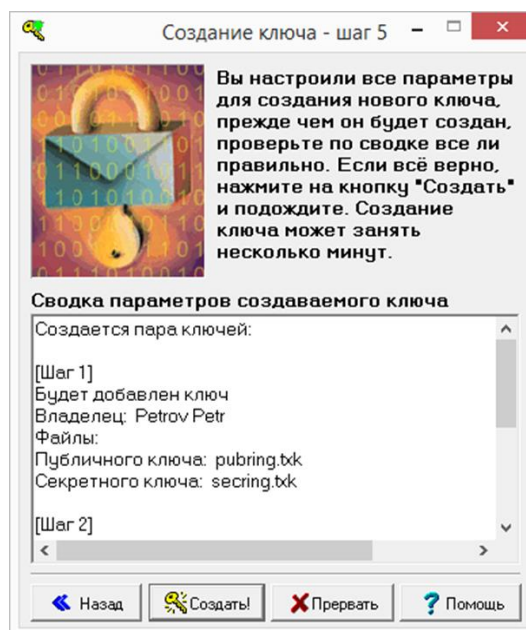 Создание ключа - шаг 5
Вы настроили все параметры
для создания нового ключа,
прежде чем он будет создан,
проверьте по сводке все ли
правильно. Если всё верно,
нажмите на кнопку "Создать"
и подождите. Создание
ключа может занять
несколько минут.
Сводка параметров создаваемого ключа
Создается пара ключей:
[Шаг 1]
Будет добавлен ключ
Владелец: Petrov Petr
Файлы:
Публичного ключа: pubring.txk
Секретного ключа: secring.txk
[Шаг 2]
Назад Создать! Прервать Помощь